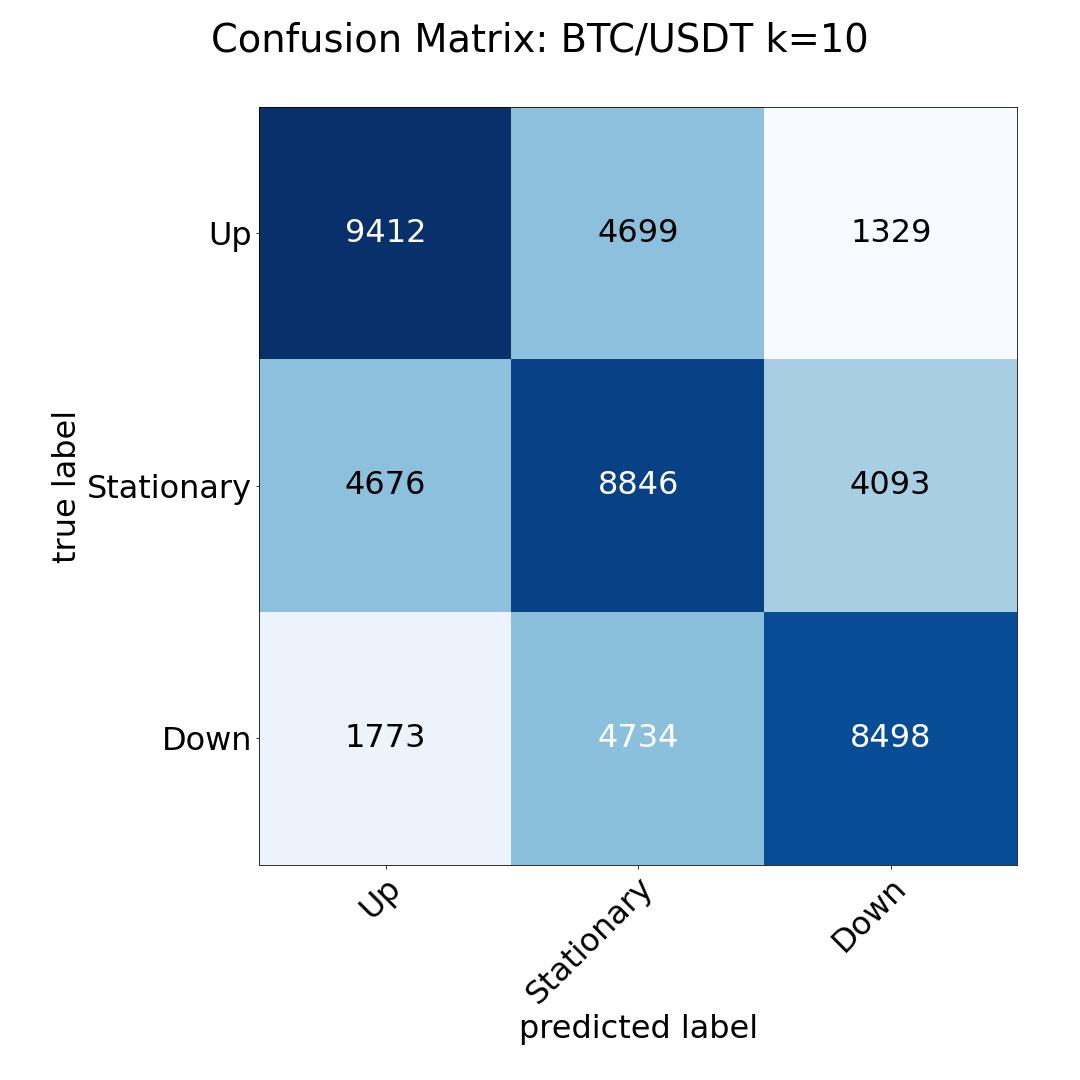 Confusion Matrix: BTC/USDT k=10
Up 9412 4699 1329
true label
Stationary 4676 8846 4093
Down 1773 4734 8498
Up Stationary Down
predicted label